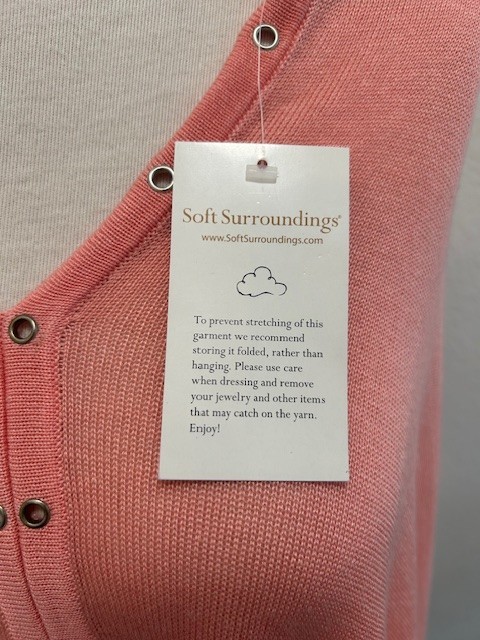 Soft Surroundings®
www.SoftSurroundings.com
To prevent stretching of this
garment we recommend
storing it folded, rather than
hanging. Please use care
when dressing and remove
your jewelry and other items
that may catch on the yarn.
Enjoy!